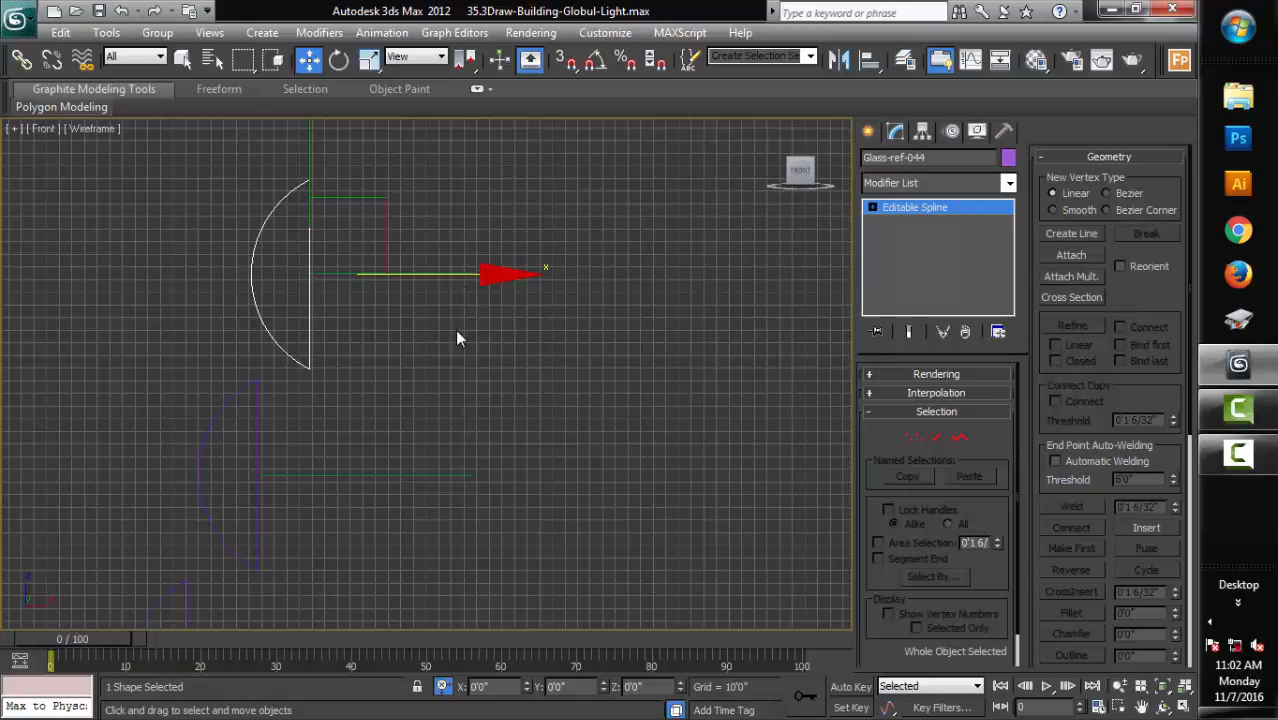 Autodesk 3ds Max 2012 35.3Draw-Building-Globul-Light.max
Type a keyword or phrase
Edit Tools Group Views Create Modifiers Animation Graph Editors Rendering Customize MAXScript Help
All View 3 Create Selection Se Fp
Graphite Modeling Tools Freeform Selection Object Paint
Polygon Modeling
[ + ] [ Front ] [ Wireframe ]
FRONT
x
Glass-ref-044
Modifier List
Editable Spline
Rendering
Interpolation
Selection
Named Selections:
Copy Paste
Lock Handles
Alike All
Area Selection: 0'1 6/
Segment End
Select By...
Display
Show Vertex Numbers
Selected Only
Whole Object Selected
Geometry
New Vertex Type
Linear Bezier
Smooth Bezier Corner
Create Line Break
Attach Reorient
Attach Mult.
Cross Section
Refine Connect
Linear Bind first
Closed Bind last
Connect Copy
Connect
Threshold 0'1 6/32"
End Point Auto-Welding
Automatic Welding
Threshold 6'0"
Weld 0'1 6/32"
Connect Insert
Make First Fuse
Reverse Cycle
CrossInsert 0'1 6/32"
Fillet 0'0"
Chamfer 0'0"
Outline 0'0"
Ps
Ai
Desktop
11:02 AM
Monday
11/7/2016
0 / 100
0 10 20 30 40 50 60 70 80 90 100
1 Shape Selected X: 0'0" Y: 0'0" Z: 0'0" Grid = 10'0" Auto Key Selected
Max to Physc Click and drag to select and move objects Add Time Tag Set Key Key Filters... 0